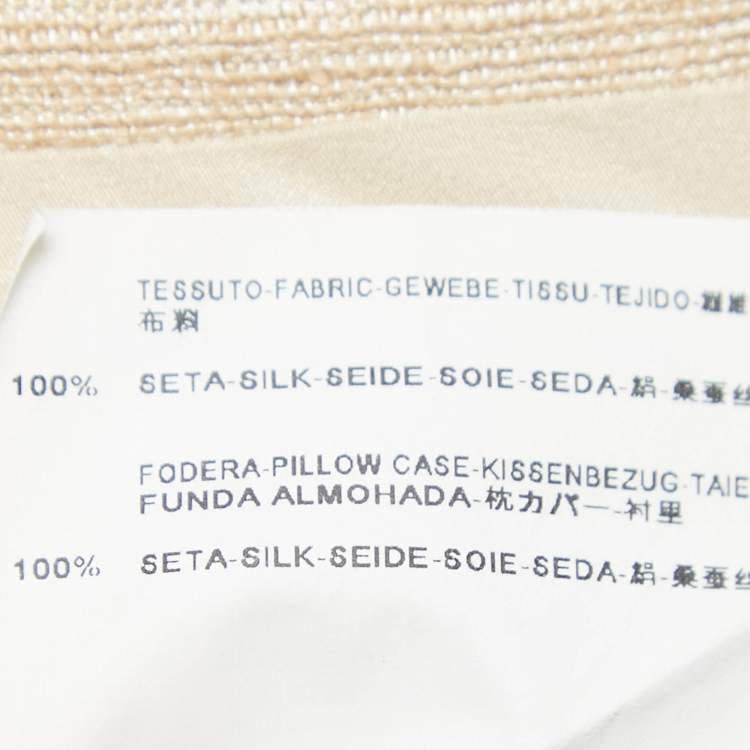 TESSUTO-FABRIC-GEWEBE-TISSU-TEJIDO-
布料
100% SETA-SILK-SEIDE-SOIE-SEDA-絹-桑蚕丝
FODERA-PILLOW CASE-KISSENBEZUG-TAIE
FUNDA ALMOHADA-枕カバー-衬里
100% SETA-SILK-SEIDE-SOIE-SEDA-絹-桑蚕丝